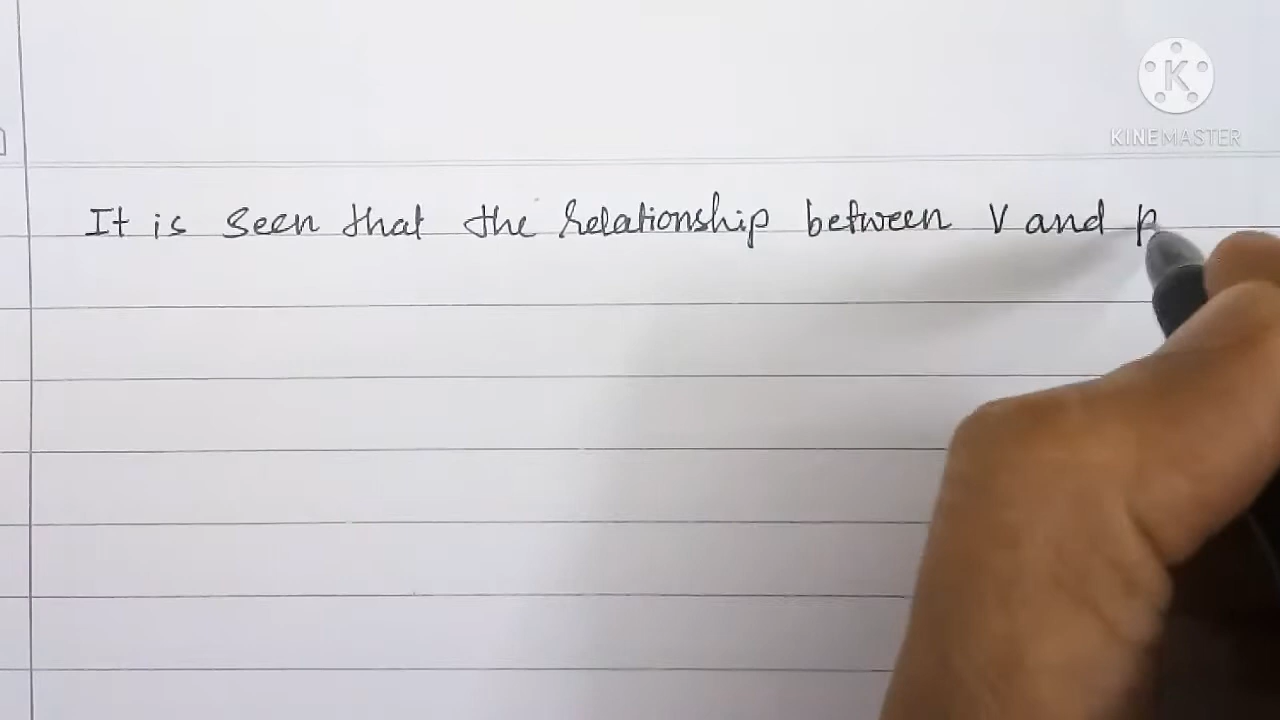 KINEMASTER
It is seen that the relationship between V and p